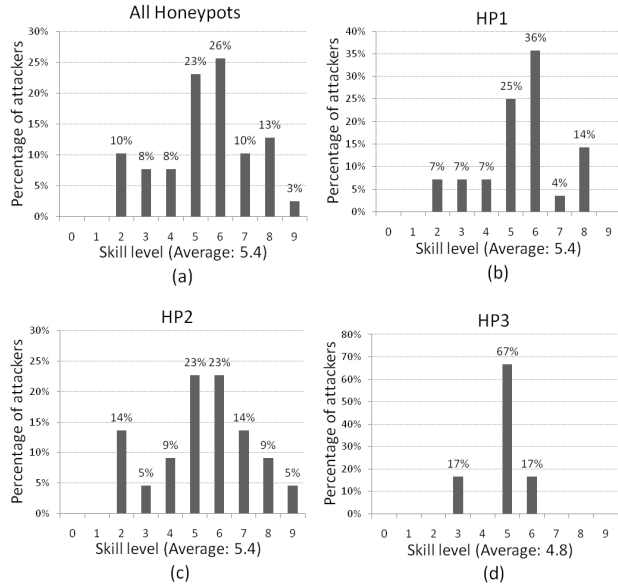 All Honeypots
Percentage of attackers
30%
25%
20%
15%
10%
5%
0%
10%
8%
8%
23%
26%
10%
13%
3%
0 1 2 3 4 5 6 7 8 9
Skill level (Average: 5.4)
(a)
HP1
Percentage of attackers
40%
35%
30%
25%
20%
15%
10%
5%
0%
7%
7%
7%
25%
36%
4%
14%
0 1 2 3 4 5 6 7 8 9
Skill level (Average: 5.4)
(b)
HP2
Percentage of attackers
30%
25%
20%
15%
10%
5%
0%
14%
5%
9%
23%
23%
14%
9%
5%
0 1 2 3 4 5 6 7 8 9
Skill level (Average: 5.4)
(c)
HP3
Percentage of attackers
80%
70%
60%
50%
40%
30%
20%
10%
0%
17%
67%
17%
0 1 2 3 4 5 6 7 8 9
Skill level (Average: 4.8)
(d)